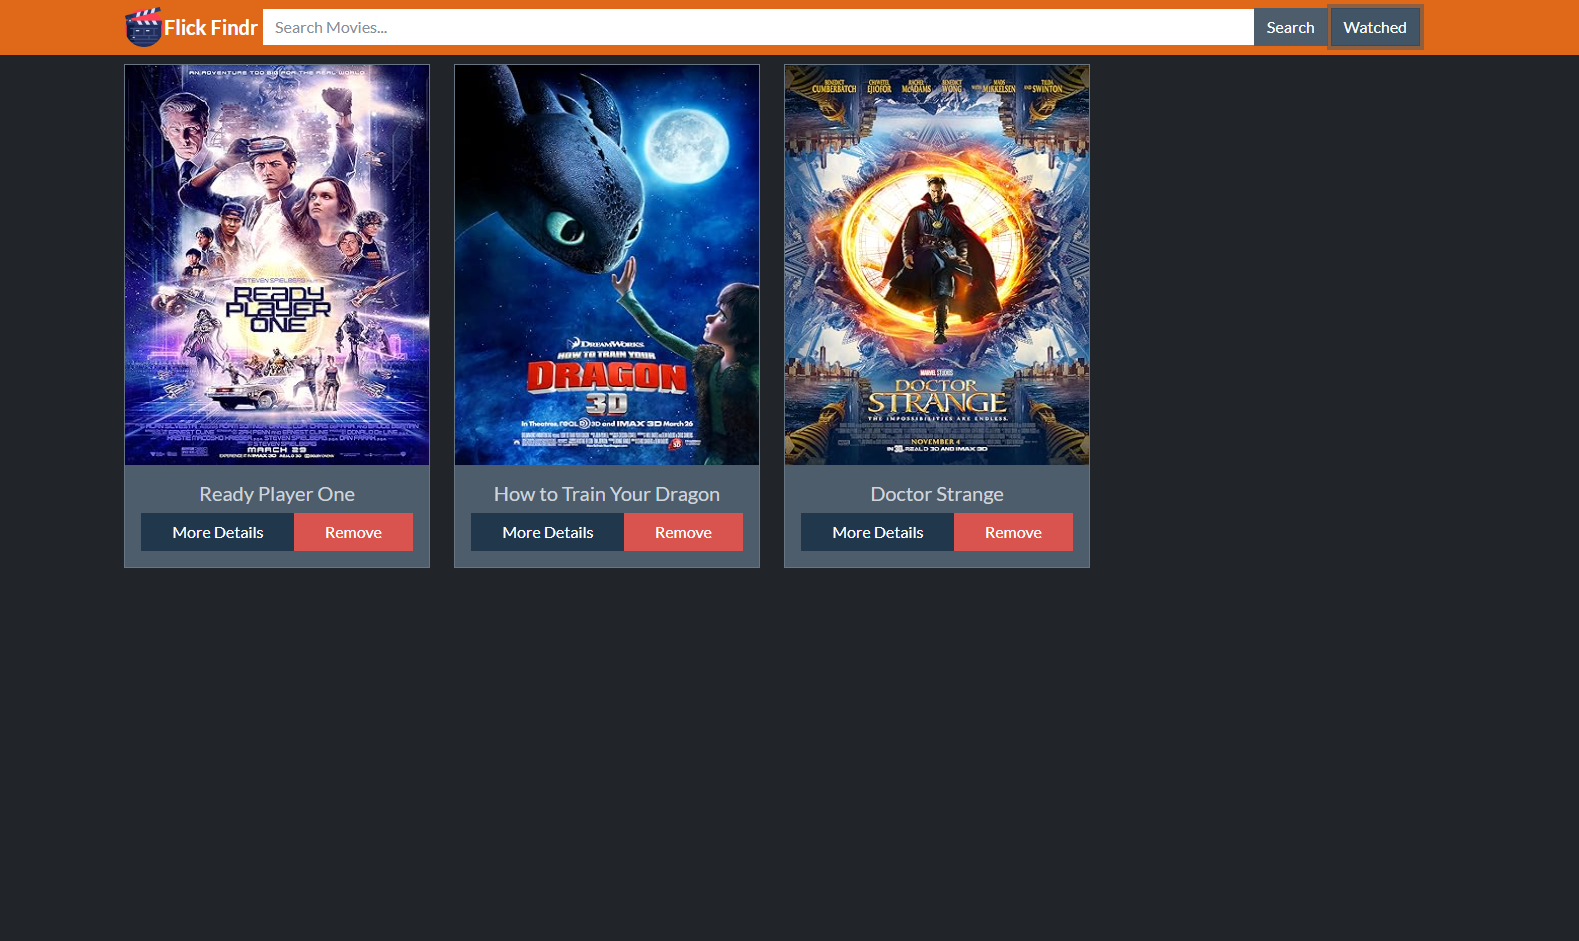 Flick Findr
Search Movies...
Search
Watched
AN ADVENTURE TOO BIG FOR THE REAL WORLD
STEVEN SPIELBERG
READY
PLAYER
ONE
MARCH 29
DREAMWORKS
HOW TO TRAIN YOUR
DRAGON
3D
In Theatres, REAL D 3D and IMAX 3D March 26
BENEDICT CUMBERBATCH
CHIWETEL EJIOFOR
RACHEL McADAMS
BENEDICT WONG
WITH MADS MIKKELSEN
AND TILDA SWINTON
MARVEL STUDIOS
DOCTOR
STRANGE
THE IMPOSSIBILITIES ARE ENDLESS.
NOVEMBER 4
IN 3D, REAL D 3D AND IMAX 3D
Ready Player One
More Details
Remove
How to Train Your Dragon
More Details
Remove
Doctor Strange
More Details
Remove